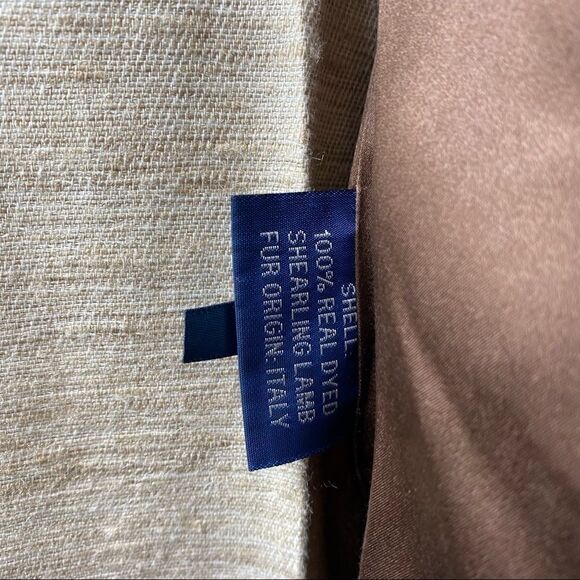 SHELL:
100% REAL DYED
SHEARLING LAMB
FUR ORIGIN: ITALY